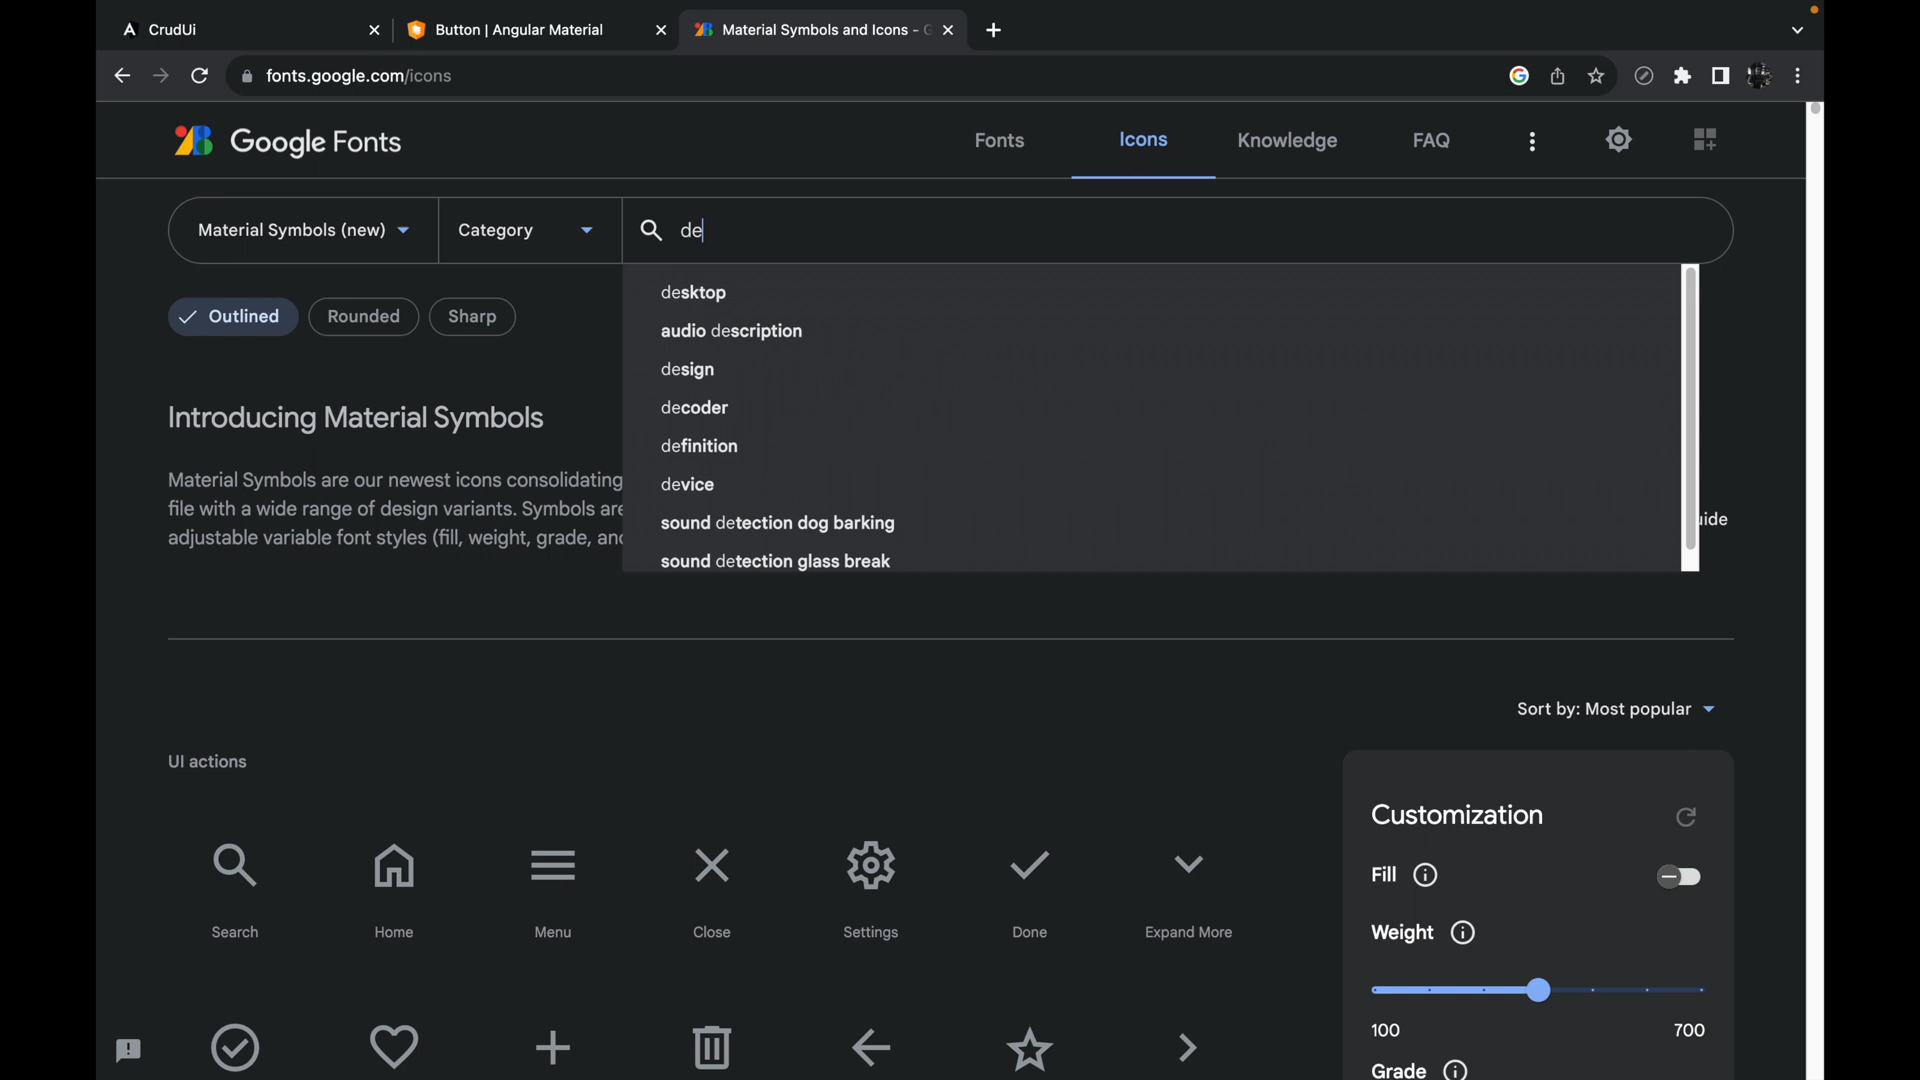 CrudUi
Button | Angular Material
Material Symbols and Icons - G
fonts.google.com/icons
Google Fonts
Fonts
Icons
Knowledge
FAQ
Material Symbols (new)
Category
de
desktop
audio description
design
decoder
definition
device
sound detection dog barking
sound detection glass break
Outlined
Rounded
Sharp
Introducing Material Symbols
Material Symbols are our newest icons consolidating
file with a wide range of design variants. Symbols are
adjustable variable font styles (fill, weight, grade, and
uide
Sort by: Most popular
UI actions
Search
Home
Menu
Close
Settings
Done
Expand More
Customization
Fill
Weight
100
700
Grade